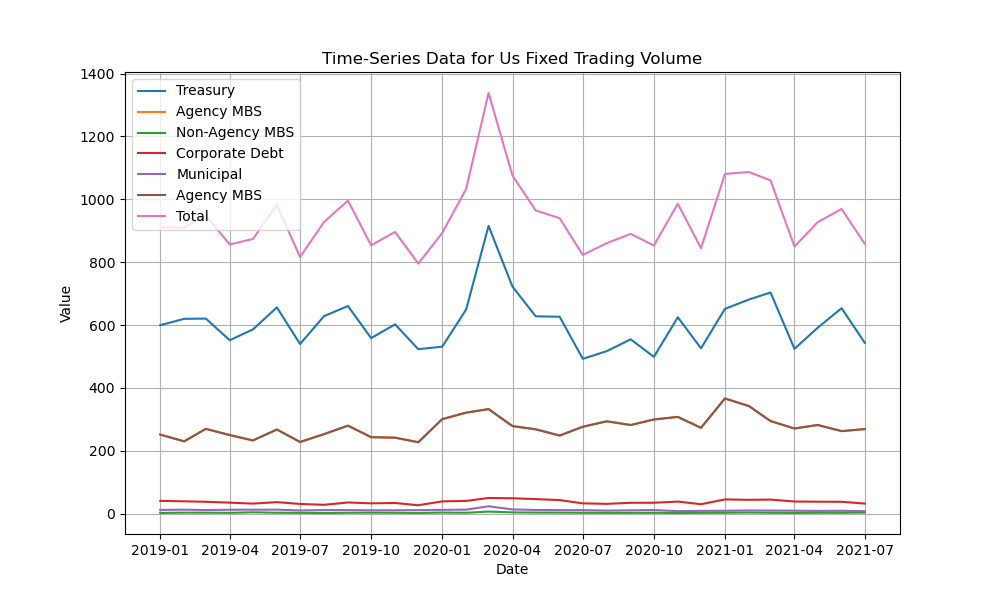 Time-Series Data for Us Fixed Trading Volume
1400
1200
1000
800
600
400
200
0
Value
Treasury
Agency MBS
Non-Agency MBS
Corporate Debt
Municipal
Agency MBS
Total
2019-01 2019-04 2019-07 2019-10 2020-01 2020-04 2020-07 2020-10 2021-01 2021-04 2021-07
Date